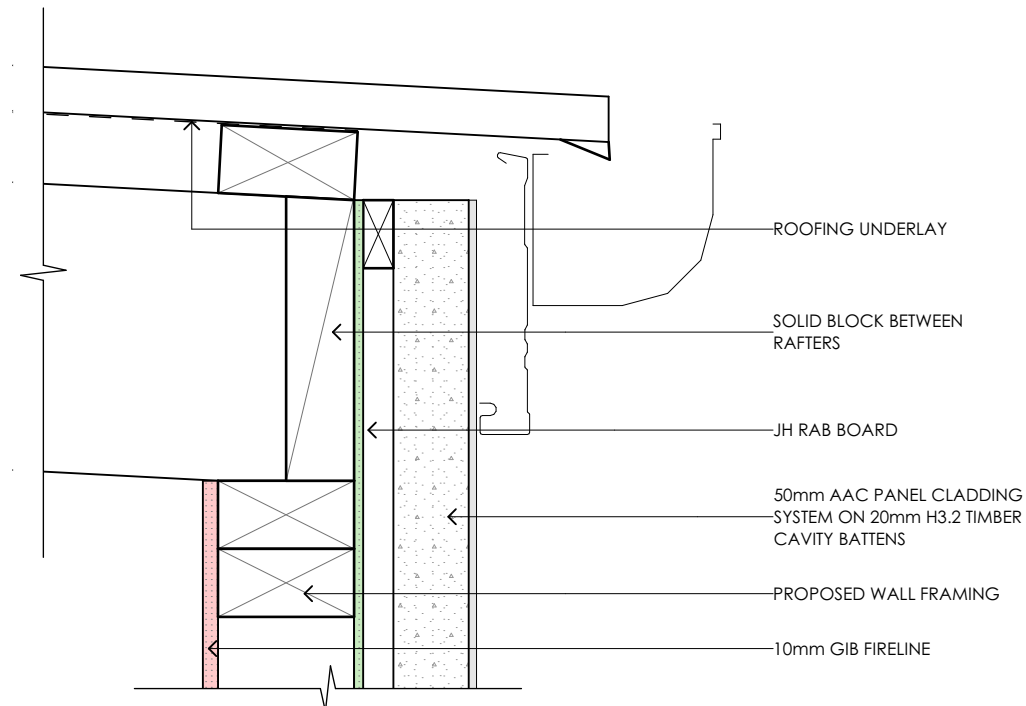 ROOFING UNDERLAY
SOLID BLOCK BETWEEN
RAFTERS
JH RAB BOARD
50mm AAC PANEL CLADDING
SYSTEM ON 20mm H3.2 TIMBER
CAVITY BATTENS
PROPOSED WALL FRAMING
10mm GIB FIRELINE